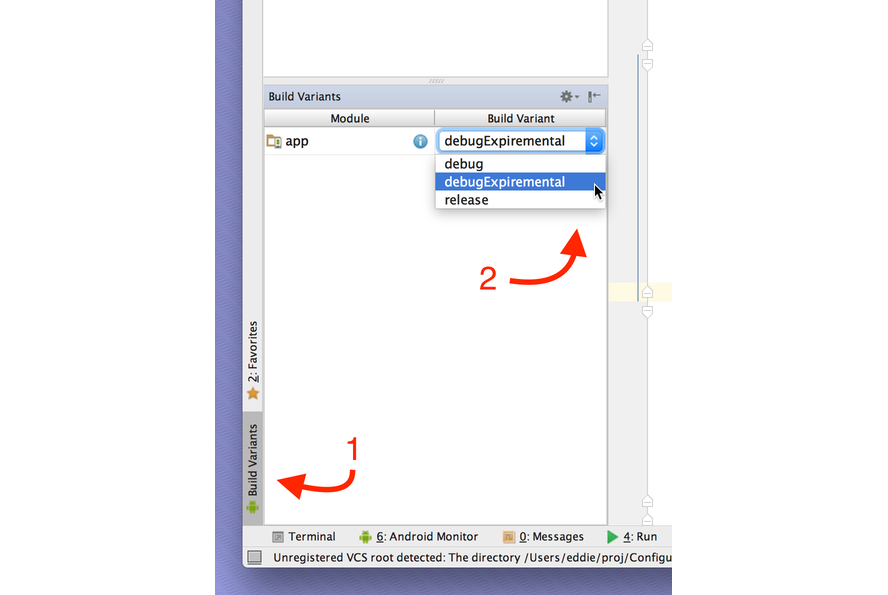 Build Variants
Module Build Variant
app debugExpiremental
debug
debugExpiremental
release
2
2: Favorites
1
Build Variants
Terminal 6: Android Monitor 0: Messages 4: Run
Unregistered VCS root detected: The directory /Users/eddie/proj/Configu